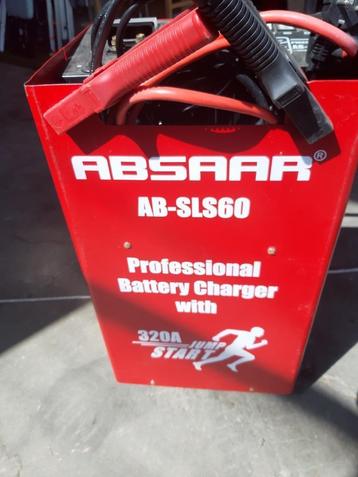 ABSAAR®
AB-SLS60
Professional
Battery Charger
with
320A
JUMP
START